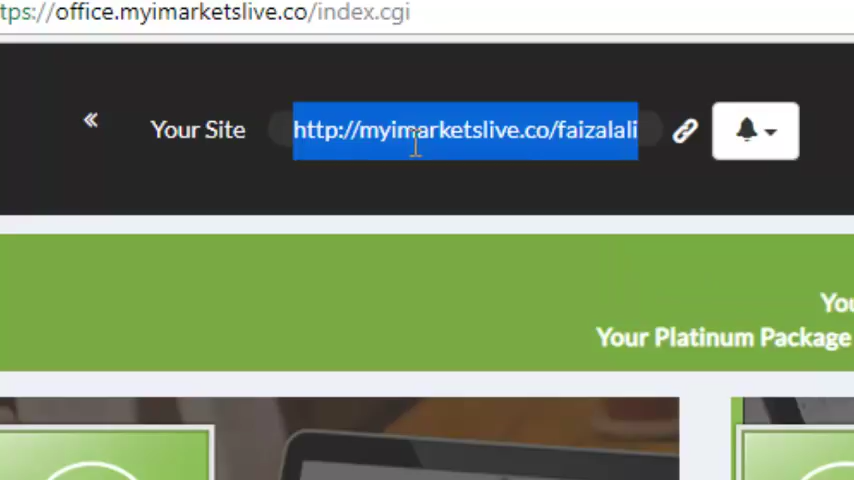 tps://office.myimarketslive.co/index.cgi
Your Site http://myimarketslive.co/faizalali
You
Your Platinum Package